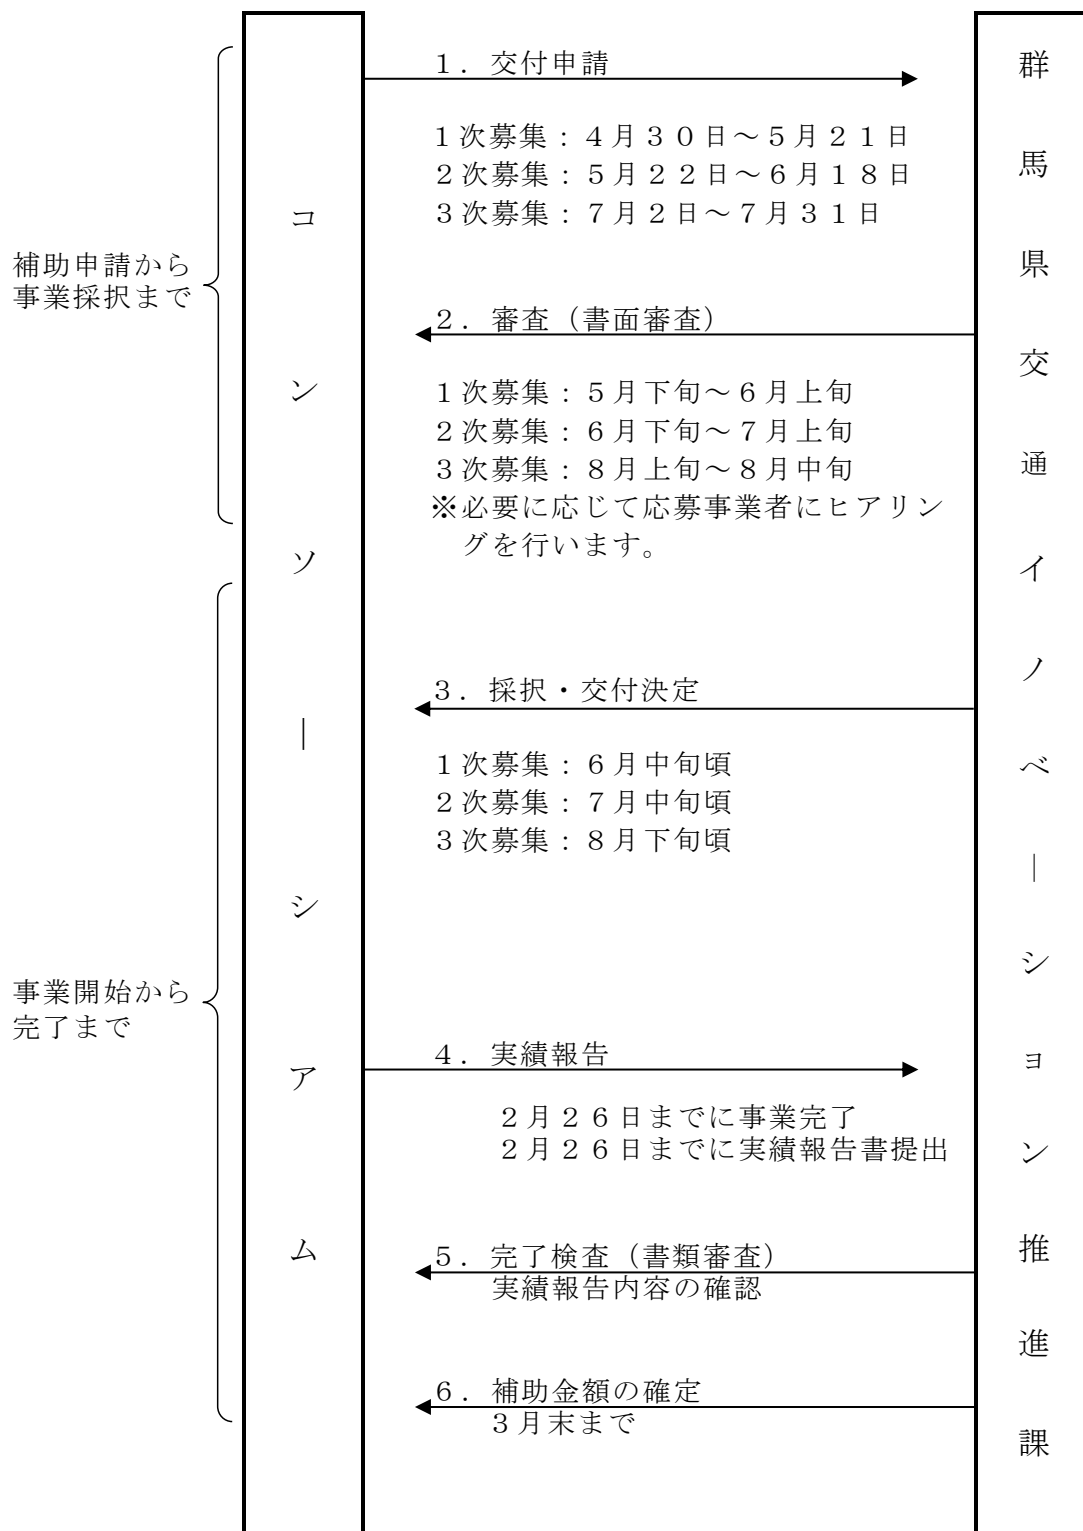 補助申請から
事業採択まで
事業開始から
完了まで
コンソーシアム
１．交付申請
１次募集：４月３０日～５月２１日
２次募集：５月２２日～６月１８日
３次募集：７月２日～７月３１日
２．審査（書面審査）
１次募集：５月下旬～６月上旬
２次募集：６月下旬～７月上旬
３次募集：８月上旬～８月中旬
※必要に応じて応募事業者にヒアリン
グを行います。
３．採択・交付決定
１次募集：６月中旬頃
２次募集：７月中旬頃
３次募集：８月下旬頃
４．実績報告
２月２６日までに事業完了
２月２６日までに実績報告書提出
５．完了検査（書類審査）
実績報告内容の確認
６．補助金額の確定
３月末まで
群馬県交通イノベーション推進課